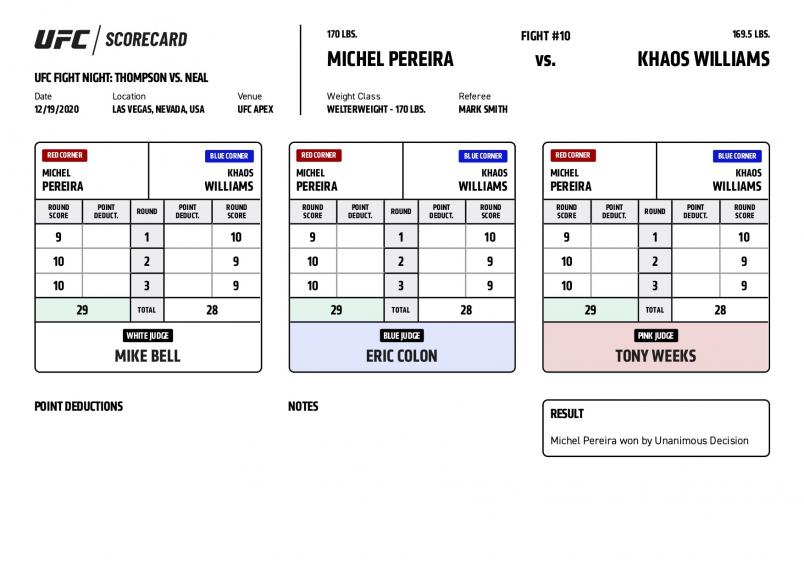 UFC / SCORECARD
UFC FIGHT NIGHT: THOMPSON VS. NEAL
Date Location Venue
12/19/2020 LAS VEGAS, NEVADA, USA UFC APEX
170 LBS. FIGHT #10 169.5 LBS.
MICHEL PEREIRA vs. KHAOS WILLIAMS
Weight Class Referee
WELTERWEIGHT - 170 LBS. MARK SMITH
RED CORNER BLUE CORNER
MICHEL KHAOS
PEREIRA WILLIAMS
ROUND POINT ROUND POINT ROUND
SCORE DEDUCT. DEDUCT. SCORE
9 1 10
10 2 9
10 3 9
29 TOTAL 28
WHITE JUDGE
MIKE BELL
RED CORNER BLUE CORNER
MICHEL KHAOS
PEREIRA WILLIAMS
ROUND POINT ROUND POINT ROUND
SCORE DEDUCT. DEDUCT. SCORE
9 1 10
10 2 9
10 3 9
29 TOTAL 28
BLUE JUDGE
ERIC COLON
RED CORNER BLUE CORNER
MICHEL KHAOS
PEREIRA WILLIAMS
ROUND POINT ROUND POINT ROUND
SCORE DEDUCT. DEDUCT. SCORE
9 1 10
10 2 9
10 3 9
29 TOTAL 28
PINK JUDGE
TONY WEEKS
POINT DEDUCTIONS
NOTES
RESULT
Michel Pereira won by Unanimous Decision